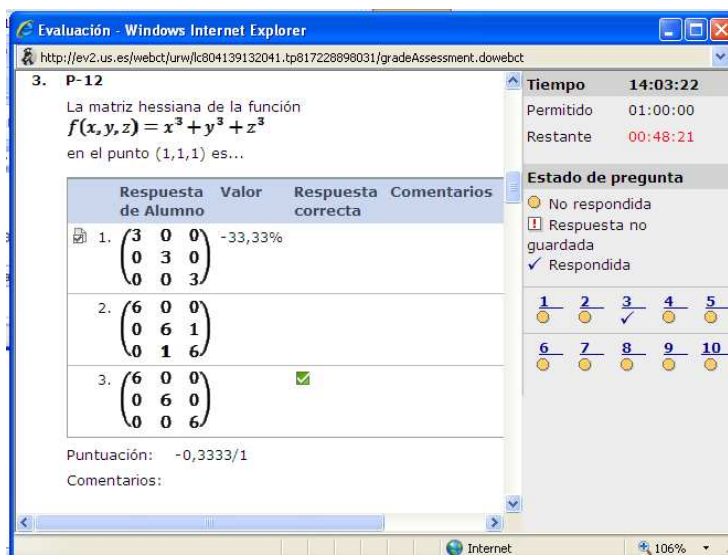 Evaluación - Windows Internet Explorer
http://ev2.us.es/webct/urw/lc804139132041.tp817228898031/gradeAssessment.dowebct
3. P-12
La matriz hessiana de la función
f(x,y,z) = x³+y³+z³
en el punto (1,1,1) es...
Respuesta de Alumno Valor Respuesta correcta Comentarios
1. (3 0 0 -33,33%
0 3 0
0 0 3)
2. (6 0 0
0 6 1
0 1 6)
3. (6 0 0
0 6 0
0 0 6)
Puntuación: -0,3333/1
Comentarios:
Tiempo 14:03:22
Permitido 01:00:00
Restante 00:48:21
Estado de pregunta
No respondida
Respuesta no
guardada
Respondida
1 2 3 4 5
6 7 8 9 10
Internet 106%